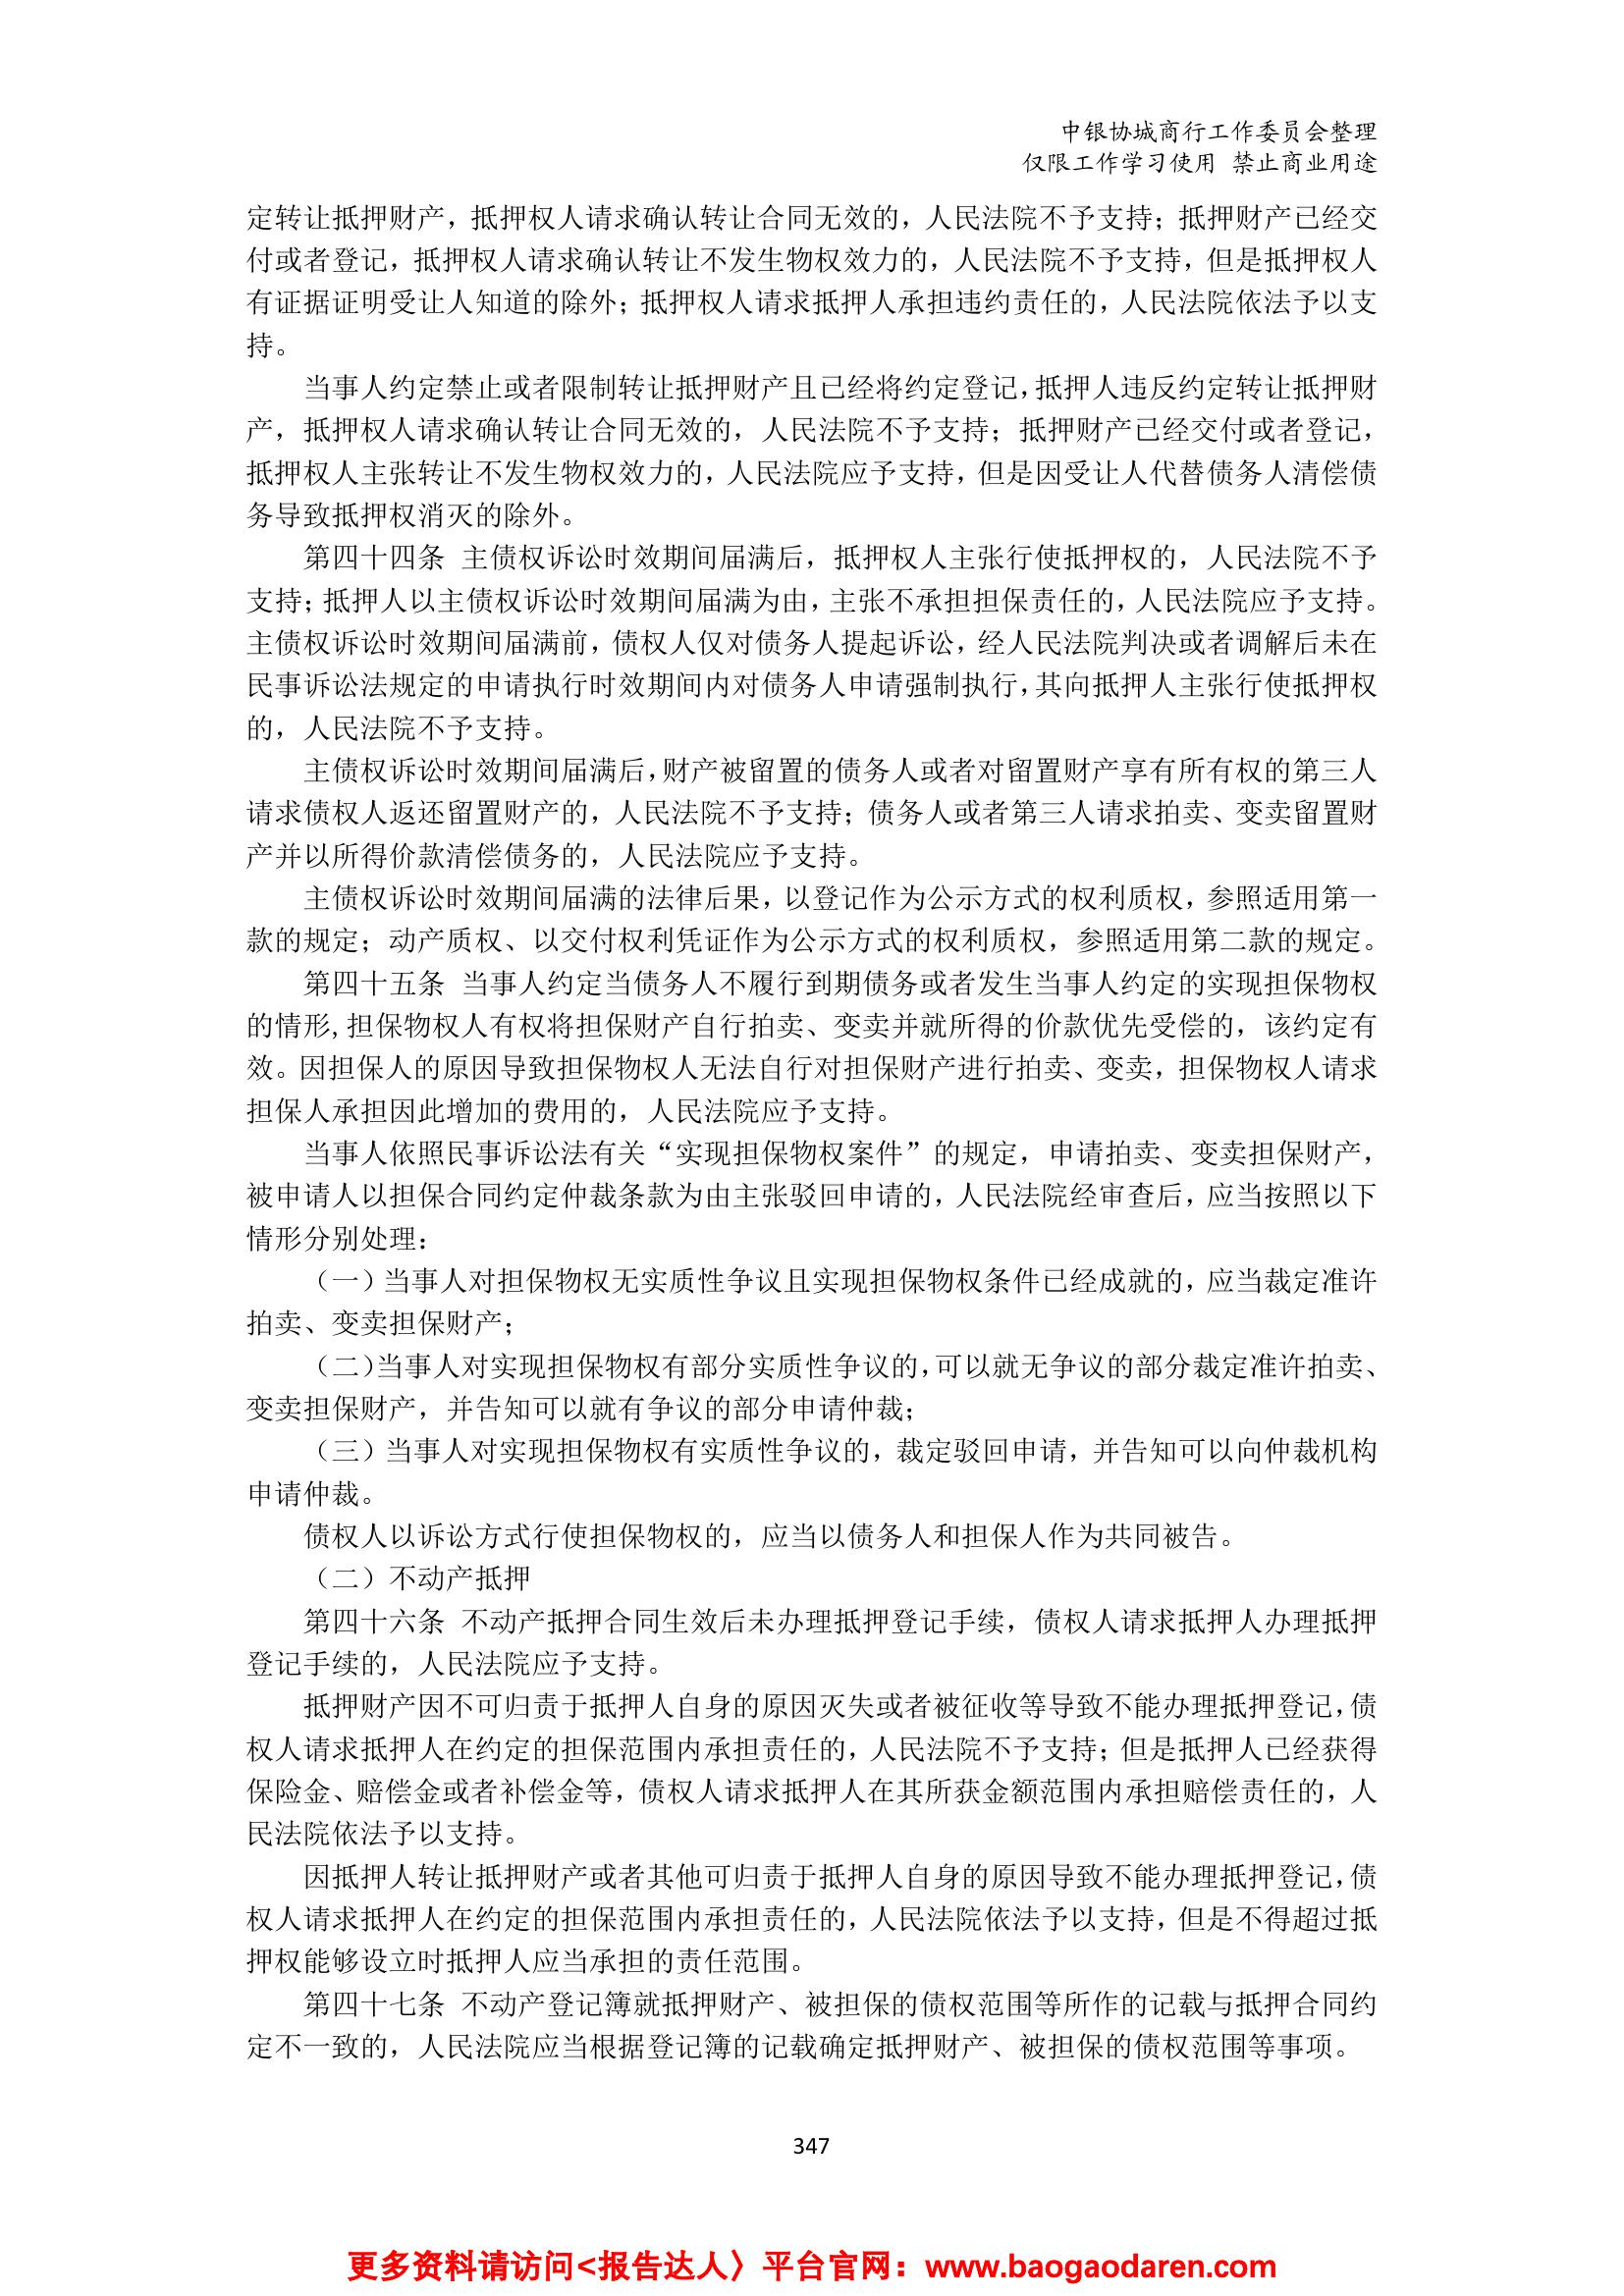 中银协城商行工作委员会整理
仅限工作学习使用 禁止商业用途
定转让抵押财产，抵押权人请求确认转让合同无效的，人民法院不予支持；抵押财产已经交
付或者登记，抵押权人请求确认转让不发生物权效力的，人民法院不予支持，但是抵押权人
有证据证明受让人知道的除外；抵押权人请求抵押人承担违约责任的，人民法院依法予以支
持。
当事人约定禁止或者限制转让抵押财产且已经将约定登记，抵押人违反约定转让抵押财
产，抵押权人请求确认转让合同无效的，人民法院不予支持；抵押财产已经交付或者登记，
抵押权人主张转让不发生物权效力的，人民法院应予支持，但是因受让人代替债务人清偿债
务导致抵押权消灭的除外。
第四十四条 主债权诉讼时效期间届满后，抵押权人主张行使抵押权的，人民法院不予
支持；抵押人以主债权诉讼时效期间届满为由，主张不承担担保责任的，人民法院应予支持。
主债权诉讼时效期间届满前，债权人仅对债务人提起诉讼，经人民法院判决或者调解后未在
民事诉讼法规定的申请执行时效期间内对债务人申请强制执行，其向抵押人主张行使抵押权
的，人民法院不予支持。
主债权诉讼时效期间届满后，财产被留置的债务人或者对留置财产享有所有权的第三人
请求债权人返还留置财产的，人民法院不予支持；债务人或者第三人请求拍卖、变卖留置财
产并以所得价款清偿债务的，人民法院应予支持。
主债权诉讼时效期间届满的法律后果，以登记作为公示方式的权利质权，参照适用第一
款的规定；动产质权、以交付权利凭证作为公示方式的权利质权，参照适用第二款的规定。
第四十五条 当事人约定当债务人不履行到期债务或者发生当事人约定的实现担保物权
的情形,担保物权人有权将担保财产自行拍卖、变卖并就所得的价款优先受偿的，该约定有
效。因担保人的原因导致担保物权人无法自行对担保财产进行拍卖、变卖，担保物权人请求
担保人承担因此增加的费用的，人民法院应予支持。
当事人依照民事诉讼法有关“实现担保物权案件”的规定，申请拍卖、变卖担保财产，
被申请人以担保合同约定仲裁条款为由主张驳回申请的，人民法院经审查后，应当按照以下
情形分别处理：
（一）当事人对担保物权无实质性争议且实现担保物权条件已经成就的，应当裁定准许
拍卖、变卖担保财产；
（二）当事人对实现担保物权有部分实质性争议的，可以就无争议的部分裁定准许拍卖、
变卖担保财产，并告知可以就有争议的部分申请仲裁；
（三）当事人对实现担保物权有实质性争议的，裁定驳回申请，并告知可以向仲裁机构
申请仲裁。
债权人以诉讼方式行使担保物权的，应当以债务人和担保人作为共同被告。
（二）不动产抵押
第四十六条 不动产抵押合同生效后未办理抵押登记手续，债权人请求抵押人办理抵押
登记手续的，人民法院应予支持。
抵押财产因不可归责于抵押人自身的原因灭失或者被征收等导致不能办理抵押登记，债
权人请求抵押人在约定的担保范围内承担责任的，人民法院不予支持；但是抵押人已经获得
保险金、赔偿金或者补偿金等，债权人请求抵押人在其所获金额范围内承担赔偿责任的，人
民法院依法予以支持。
因抵押人转让抵押财产或者其他可归责于抵押人自身的原因导致不能办理抵押登记，债
权人请求抵押人在约定的担保范围内承担责任的，人民法院依法予以支持，但是不得超过抵
押权能够设立时抵押人应当承担的责任范围。
第四十七条 不动产登记簿就抵押财产、被担保的债权范围等所作的记载与抵押合同约
定不一致的，人民法院应当根据登记簿的记载确定抵押财产、被担保的债权范围等事项。
347
更多资料请访问<报告达人〉平台官网：www.baogaodaren.com